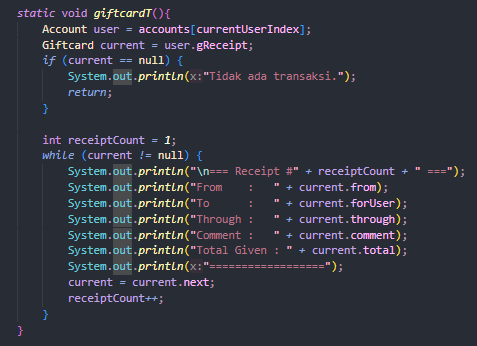 static void giftcardT(){
    Account user = accounts[currentUserIndex];
    Giftcard current = user.gReceipt;
    if (current == null) {
        System.out.println(x:"Tidak ada transaksi.");
        return;
    }

    int receiptCount = 1;
    while (current != null) {
        System.out.println("\n=== Receipt #" + receiptCount + " ===");
        System.out.println("From    :   " + current.from);
        System.out.println("To      :   " + current.forUser);
        System.out.println("Through :   " + current.through);
        System.out.println("Comment :   " + current.comment);
        System.out.println("Total Given : " + current.total);
        System.out.println(x:"==================");
        current = current.next;
        receiptCount++;
    }
}